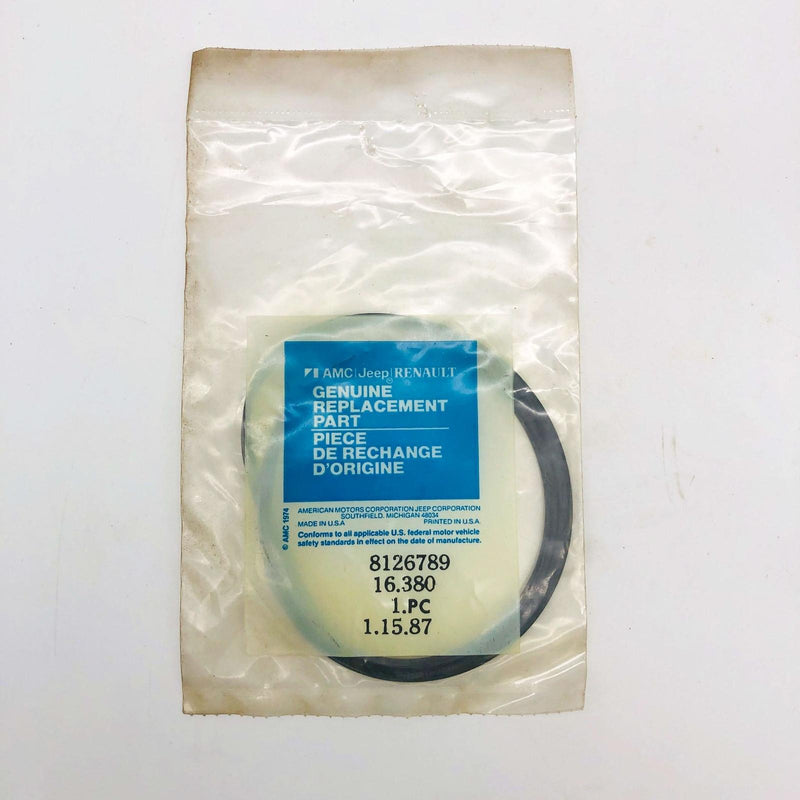 AMC|Jeep|RENAULT
GENUINE
REPLACEMENT
PART
PIECE
DE RECHANGE
D'ORIGINE
© AMC 1974
AMERICAN MOTORS CORPORATION JEEP CORPORATION
SOUTHFIELD, MICHIGAN 48034
MADE IN U.S.A PRINTED IN U.S.A.
Conforms to all applicable U.S. federal motor vehicle
safety standards in effect on the date of manufacture.
8126789
16.380
1.PC
1.15.87